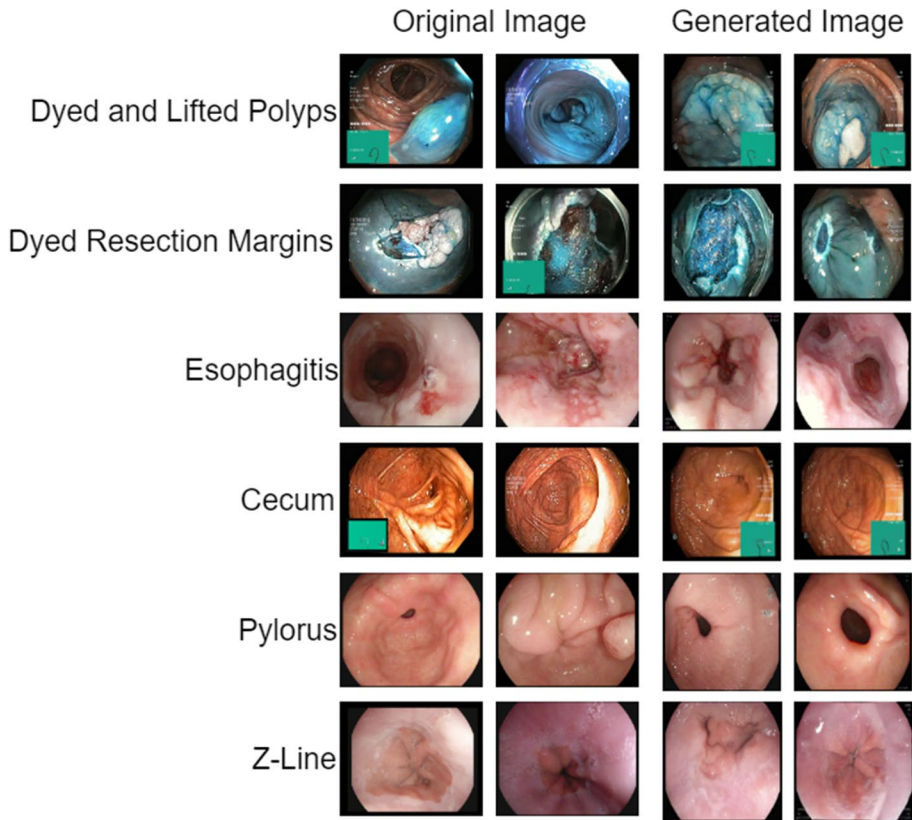 Original Image Generated Image
Dyed and Lifted Polyps
Dyed Resection Margins
Esophagitis
Cecum
Pylorus
Z-Line